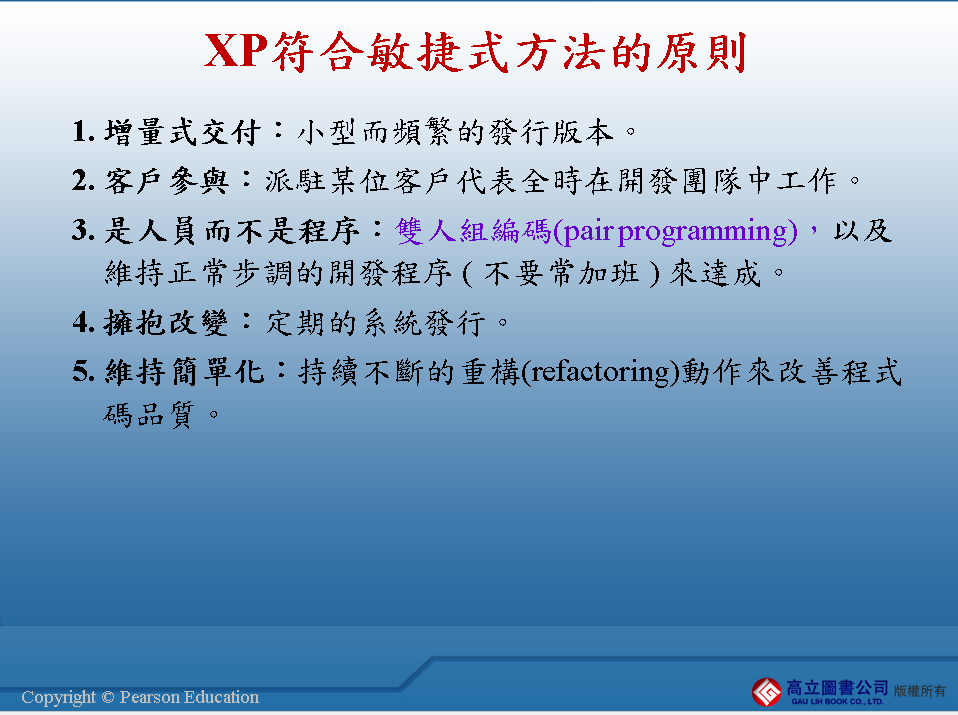 XP符合敏捷式方法的原則
1. 增量式交付：小型而頻繁的發行版本。
2. 客戶參與：派駐某位客戶代表全時在開發團隊中工作。
3. 是人員而不是程序：雙人組編碼(pair programming)，以及
維持正常步調的開發程序 ( 不要常加班 ) 來達成。
4. 擁抱改變：定期的系統發行。
5. 維持簡單化：持續不斷的重構(refactoring)動作來改善程式
碼品質。
Copyright © Pearson Education
高立圖書公司 版權所有
GAU LIH BOOK CO., LTD.